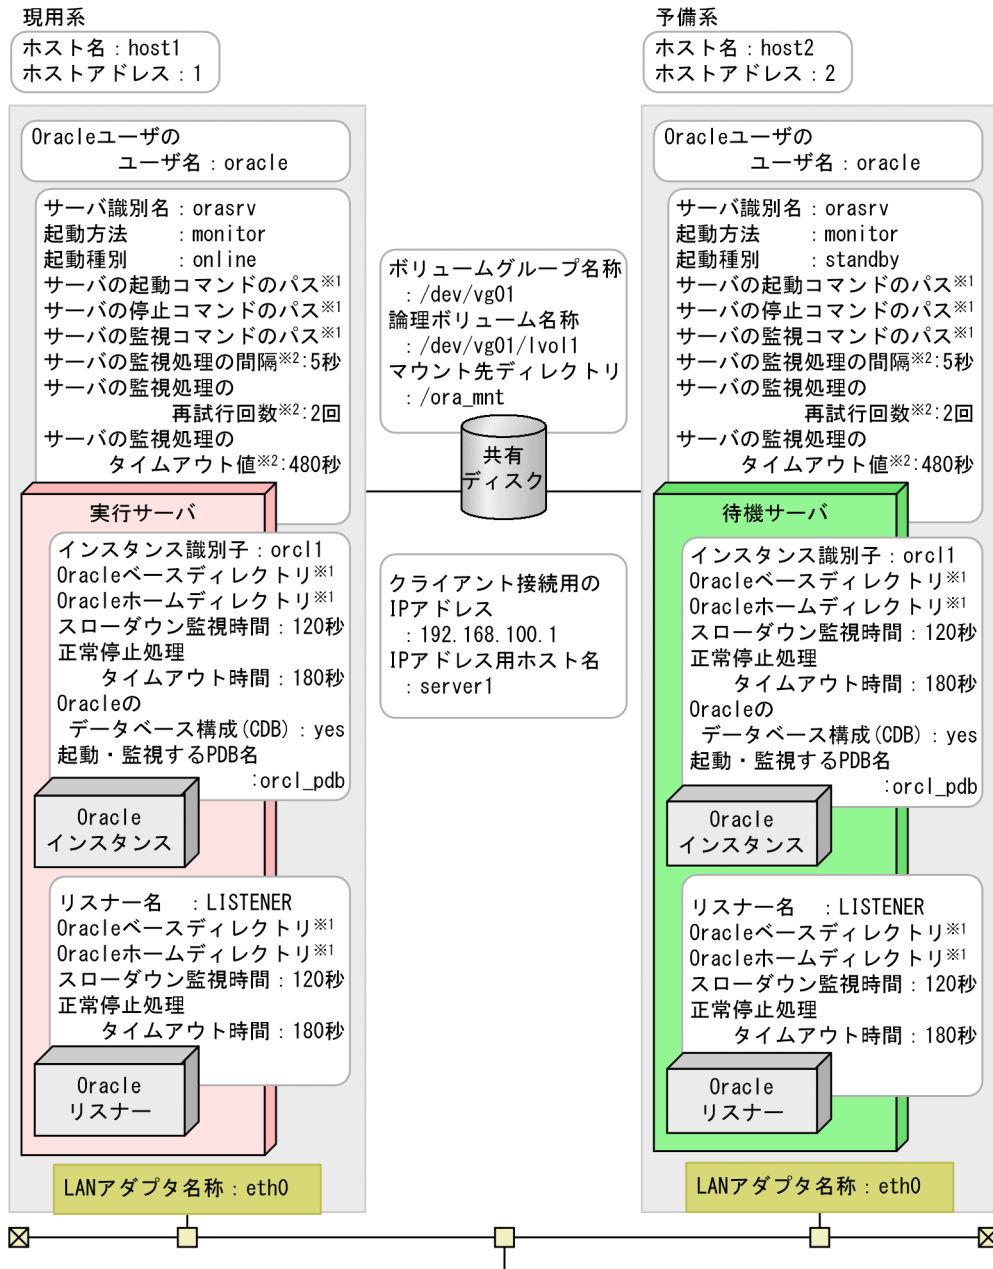 現用系
ホスト名：host1
ホストアドレス：1
Oracleユーザの
ユーザ名：oracle
サーバ識別名：orasrv
起動方法　　：monitor
起動種別　　：online
サーバの起動コマンドのパス※1
サーバの停止コマンドのパス※1
サーバの監視コマンドのパス※1
サーバの監視処理の間隔※2:5秒
サーバの監視処理の
再試行回数※2:2回
サーバの監視処理の
タイムアウト値※2:480秒
実行サーバ
インスタンス識別子：orcl1
Oracleベースディレクトリ※1
Oracleホームディレクトリ※1
スローダウン監視時間：120秒
正常停止処理
タイムアウト時間：180秒
Oracleの
データベース構成(CDB)：yes
起動・監視するPDB名
:orcl_pdb
Oracle
インスタンス
リスナー名　：LISTENER
Oracleベースディレクトリ※1
Oracleホームディレクトリ※1
スローダウン監視時間：120秒
正常停止処理
タイムアウト時間：180秒
Oracle
リスナー
LANアダプタ名称：eth0
ボリュームグループ名称
：/dev/vg01
論理ボリューム名称
：/dev/vg01/lvol1
マウント先ディレクトリ
：/ora_mnt
共有
ディスク
クライアント接続用の
IPアドレス
：192.168.100.1
IPアドレス用ホスト名
：server1
予備系
ホスト名：host2
ホストアドレス：2
Oracleユーザの
ユーザ名：oracle
サーバ識別名：orasrv
起動方法　　：monitor
起動種別　　：standby
サーバの起動コマンドのパス※1
サーバの停止コマンドのパス※1
サーバの監視コマンドのパス※1
サーバの監視処理の間隔※2:5秒
サーバの監視処理の
再試行回数※2:2回
サーバの監視処理の
タイムアウト値※2:480秒
待機サーバ
インスタンス識別子：orcl1
Oracleベースディレクトリ※1
Oracleホームディレクトリ※1
スローダウン監視時間：120秒
正常停止処理
タイムアウト時間：180秒
Oracleの
データベース構成(CDB)：yes
起動・監視するPDB名
:orcl_pdb
Oracle
インスタンス
リスナー名　：LISTENER
Oracleベースディレクトリ※1
Oracleホームディレクトリ※1
スローダウン監視時間：120秒
正常停止処理
タイムアウト時間：180秒
Oracle
リスナー
LANアダプタ名称：eth0